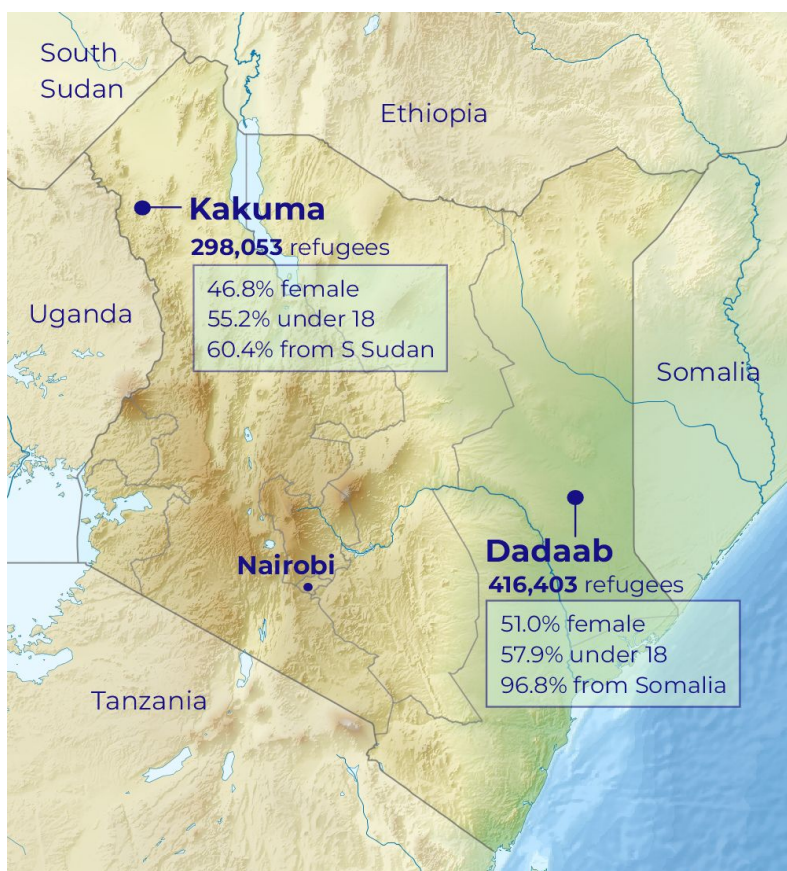 South
Sudan
Ethiopia
Kakuma
298,053 refugees
46.8% female
55.2% under 18
60.4% from S Sudan
Uganda
Somalia
Dadaab
416,403 refugees
51.0% female
57.9% under 18
96.8% from Somalia
Nairobi
Tanzania